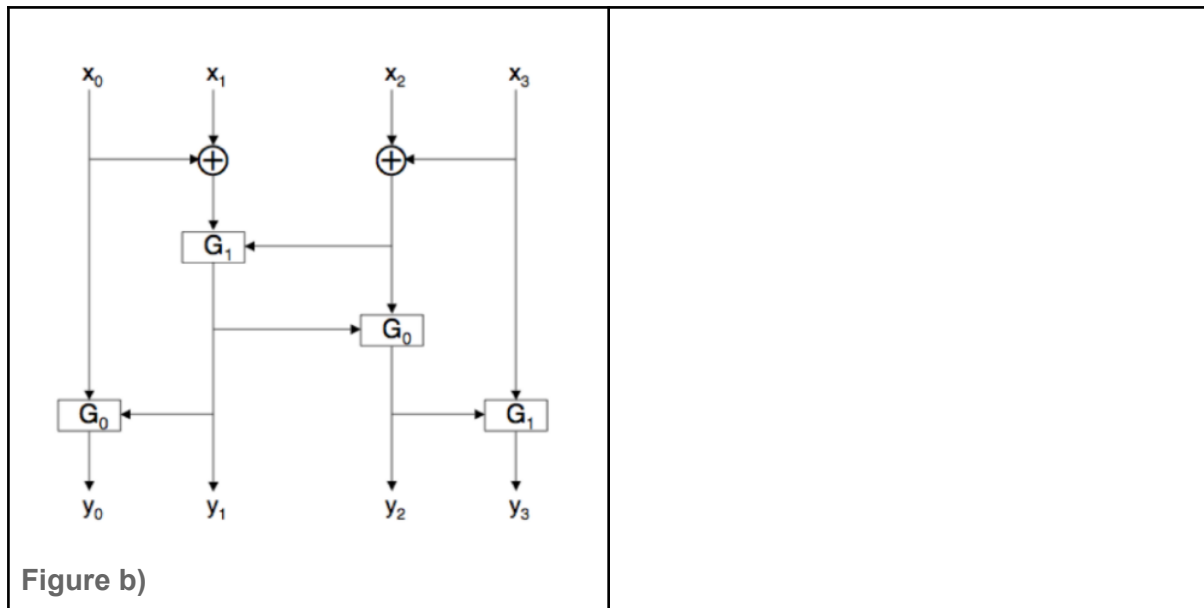 x₀ x₁ x₂ x₃
G₁
G₀
G₀ G₁
y₀ y₁ y₂ y₃
Figure b)